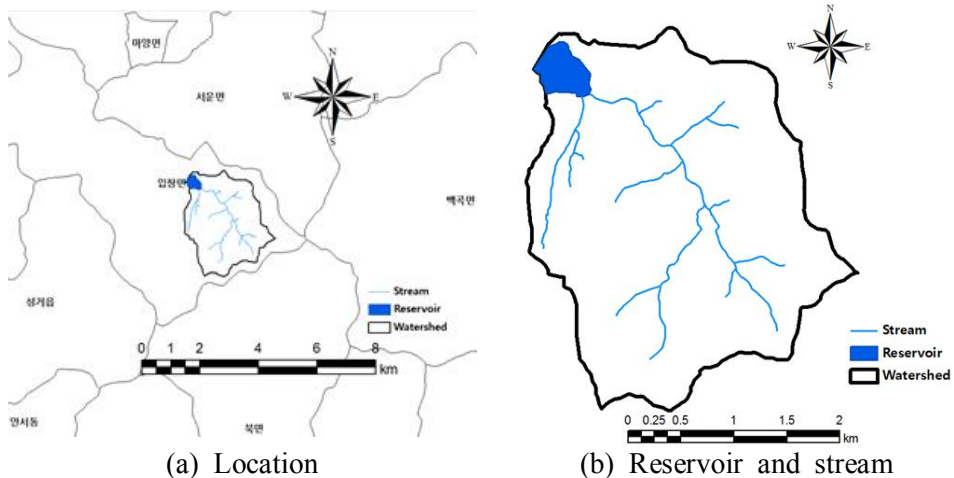 마양면
서운면
입장면
백곡면
성거읍
안서동
북면
N
W E
S
Stream
Reservoir
Watershed
0 1 2 4 6 8
km
(a) Location
N
W E
S
Stream
Reservoir
Watershed
0 0.25 0.5 1 1.5 2
km
(b) Reservoir and stream